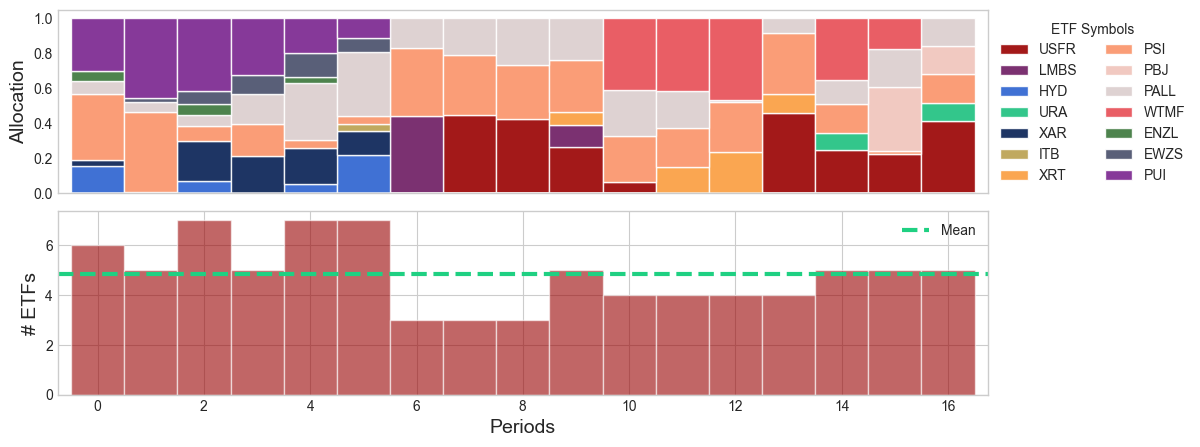 Allocation
1.0
0.8
0.6
0.4
0.2
0.0
ETF Symbols
USFR
LMBS
HYD
URA
XAR
ITB
XRT
PSI
PBJ
PALL
WTMF
ENZL
EWZS
PUI
# ETFs
6
4
2
0
Mean
0 2 4 6 8 10 12 14 16
Periods